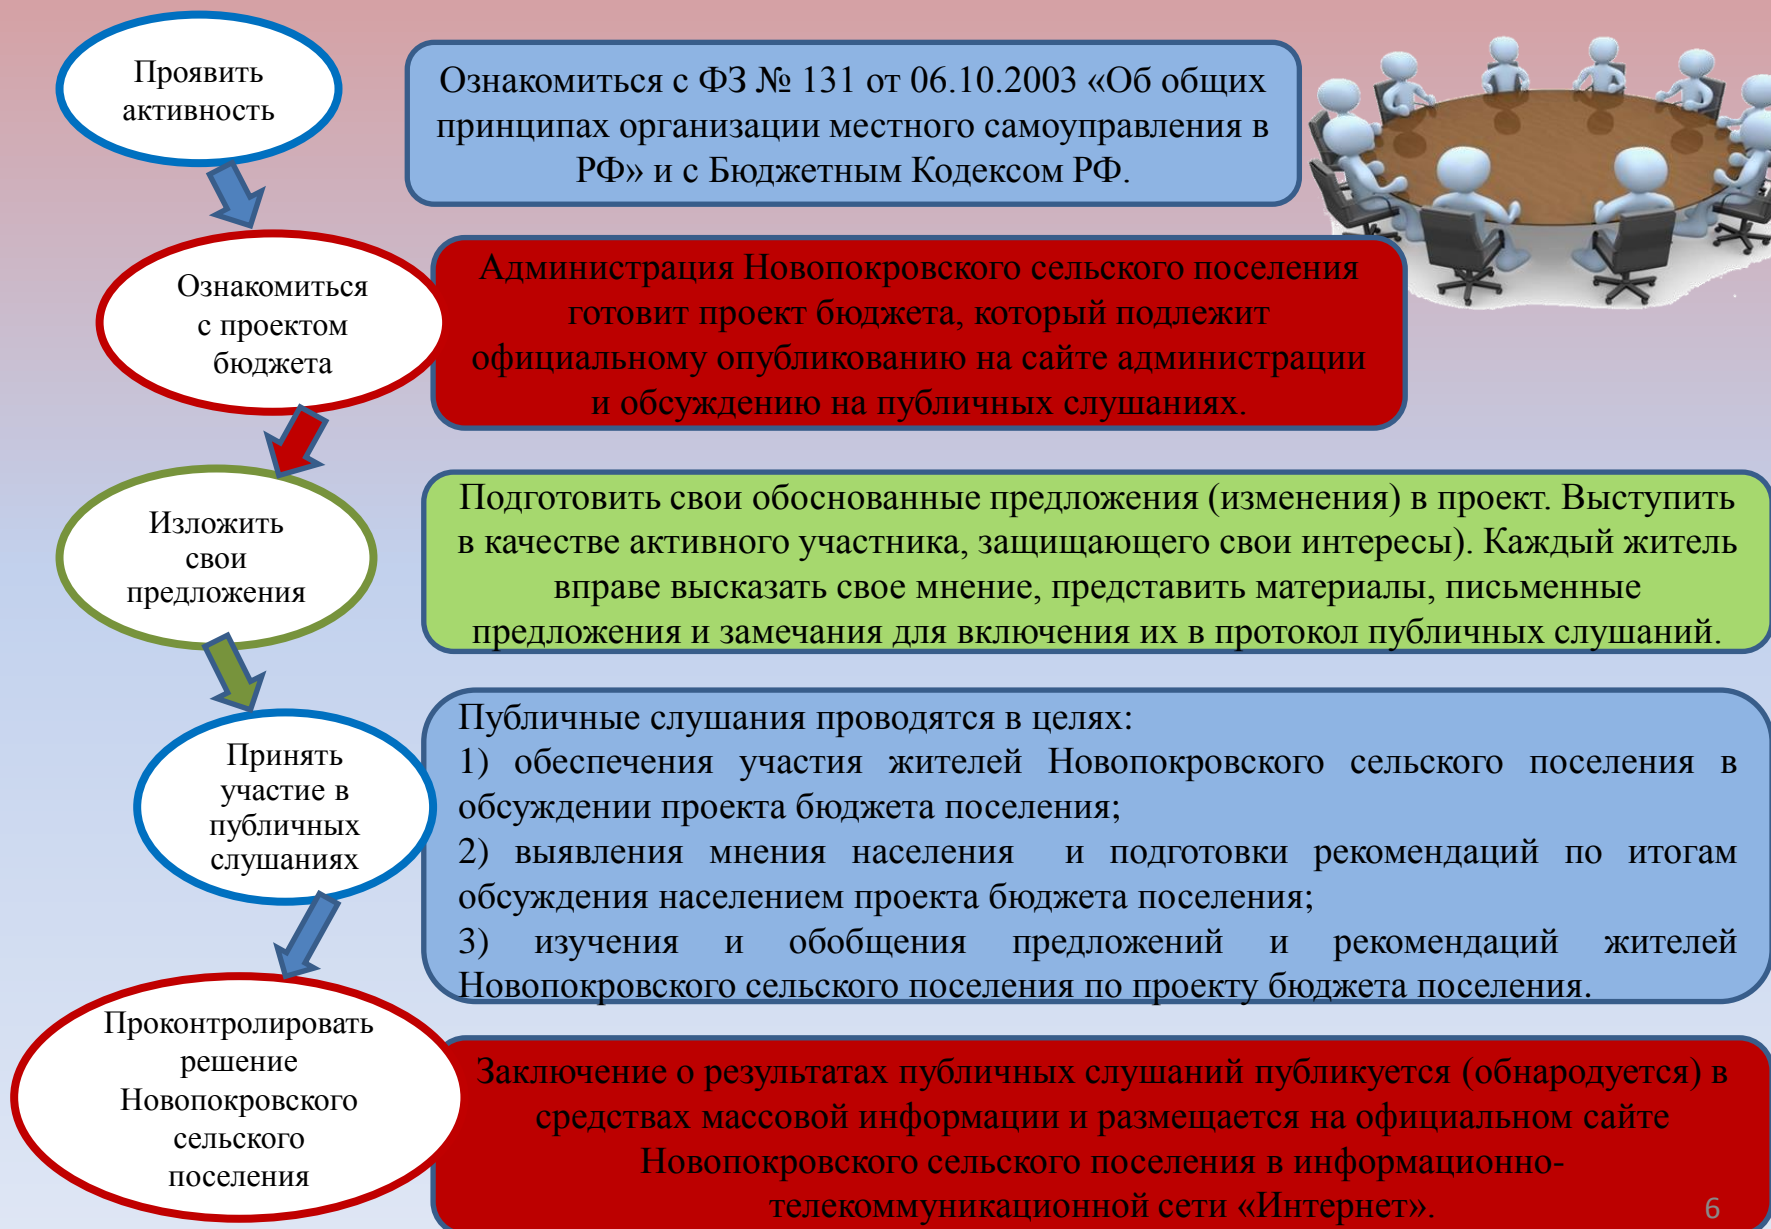 Проявить
активность
Ознакомиться с ФЗ № 131 от 06.10.2003 «Об общих
принципах организации местного самоуправления в
РФ» и с Бюджетным Кодексом РФ.
Ознакомиться
с проектом
бюджета
Администрация Новопокровского сельского поселения
готовит проект бюджета, который подлежит
официальному опубликованию на сайте администрации
и обсуждению на публичных слушаниях.
Изложить
свои
предложения
Подготовить свои обоснованные предложения (изменения) в проект. Выступить
в качестве активного участника, защищающего свои интересы). Каждый житель
вправе высказать свое мнение, представить материалы, письменные
предложения и замечания для включения их в протокол публичных слушаний.
Принять
участие в
публичных
слушаниях
Публичные слушания проводятся в целях:
1) обеспечения участия жителей Новопокровского сельского поселения в
обсуждении проекта бюджета поселения;
2) выявления мнения населения и подготовки рекомендаций по итогам
обсуждения населением проекта бюджета поселения;
3) изучения и обобщения предложений и рекомендаций жителей
Новопокровского сельского поселения по проекту бюджета поселения.
Проконтролировать
решение
Новопокровского
сельского
поселения
Заключение о результатах публичных слушаний публикуется (обнародуется) в
средствах массовой информации и размещается на официальном сайте
Новопокровского сельского поселения в информационно-
телекоммуникационной сети «Интернет».
6